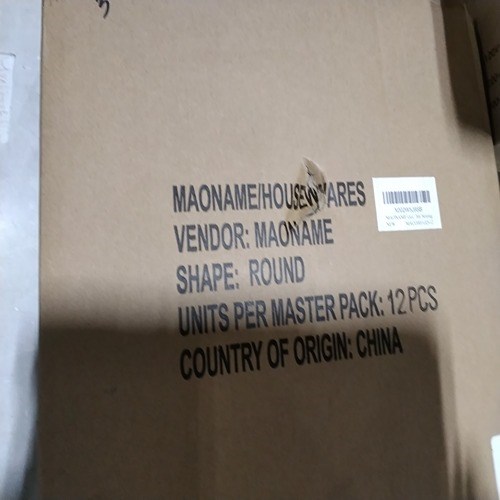 MAONAME/HOUSEWARES
VENDOR: MAONAME
SHAPE: ROUND
UNITS PER MASTER PACK: 12 PCS
COUNTRY OF ORIGIN: CHINA